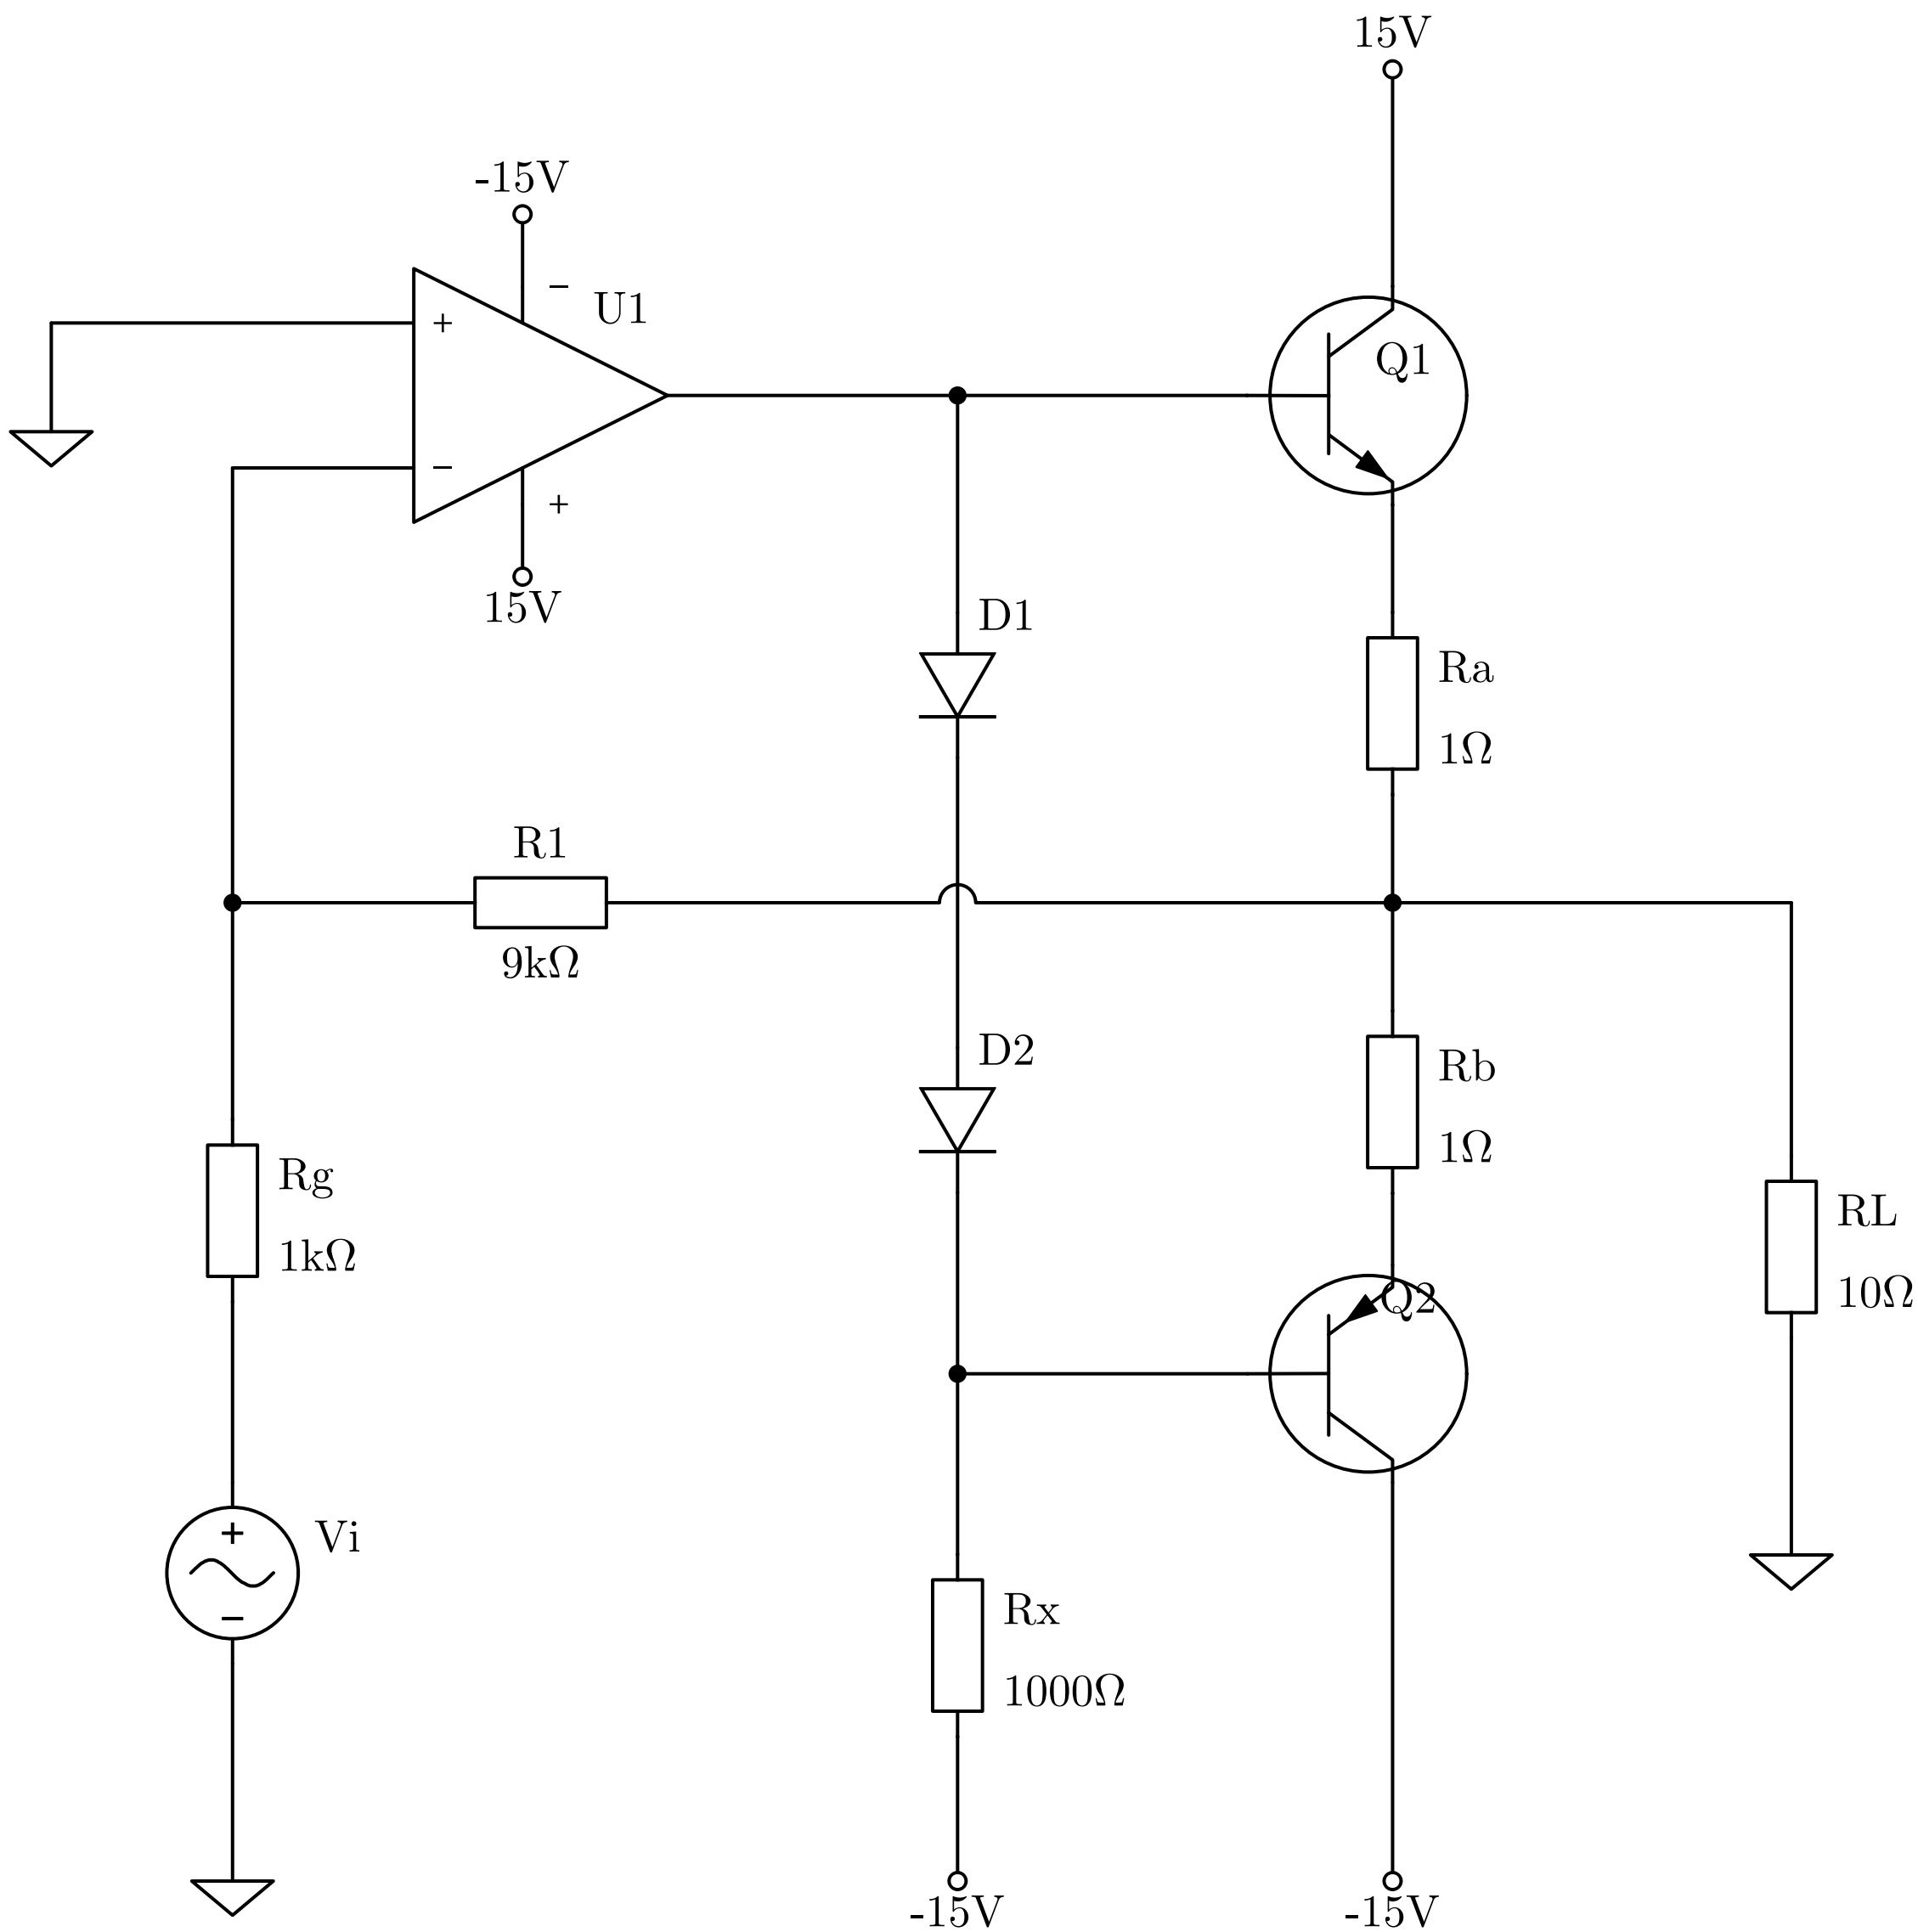 15V
-15V
−
U1
+
Q1
−
+
15V
D1
Ra
1Ω
R1
9kΩ
D2
Rb
1Ω
Rg
1kΩ
RL
10Ω
Q2
Vi
+
−
Rx
1000Ω
-15V
-15V